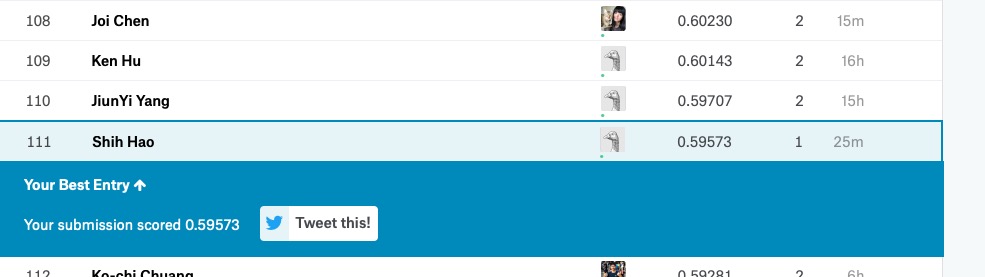 108 Joi Chen 0.60230 2 15m
109 Ken Hu 0.60143 2 16h
110 JiunYi Yang 0.59707 2 15h
111 Shih Hao 0.59573 1 25m
Your Best Entry ↑
Your submission scored 0.59573 Tweet this!
112 Ko-chi Chuang 0.59281 2 6h